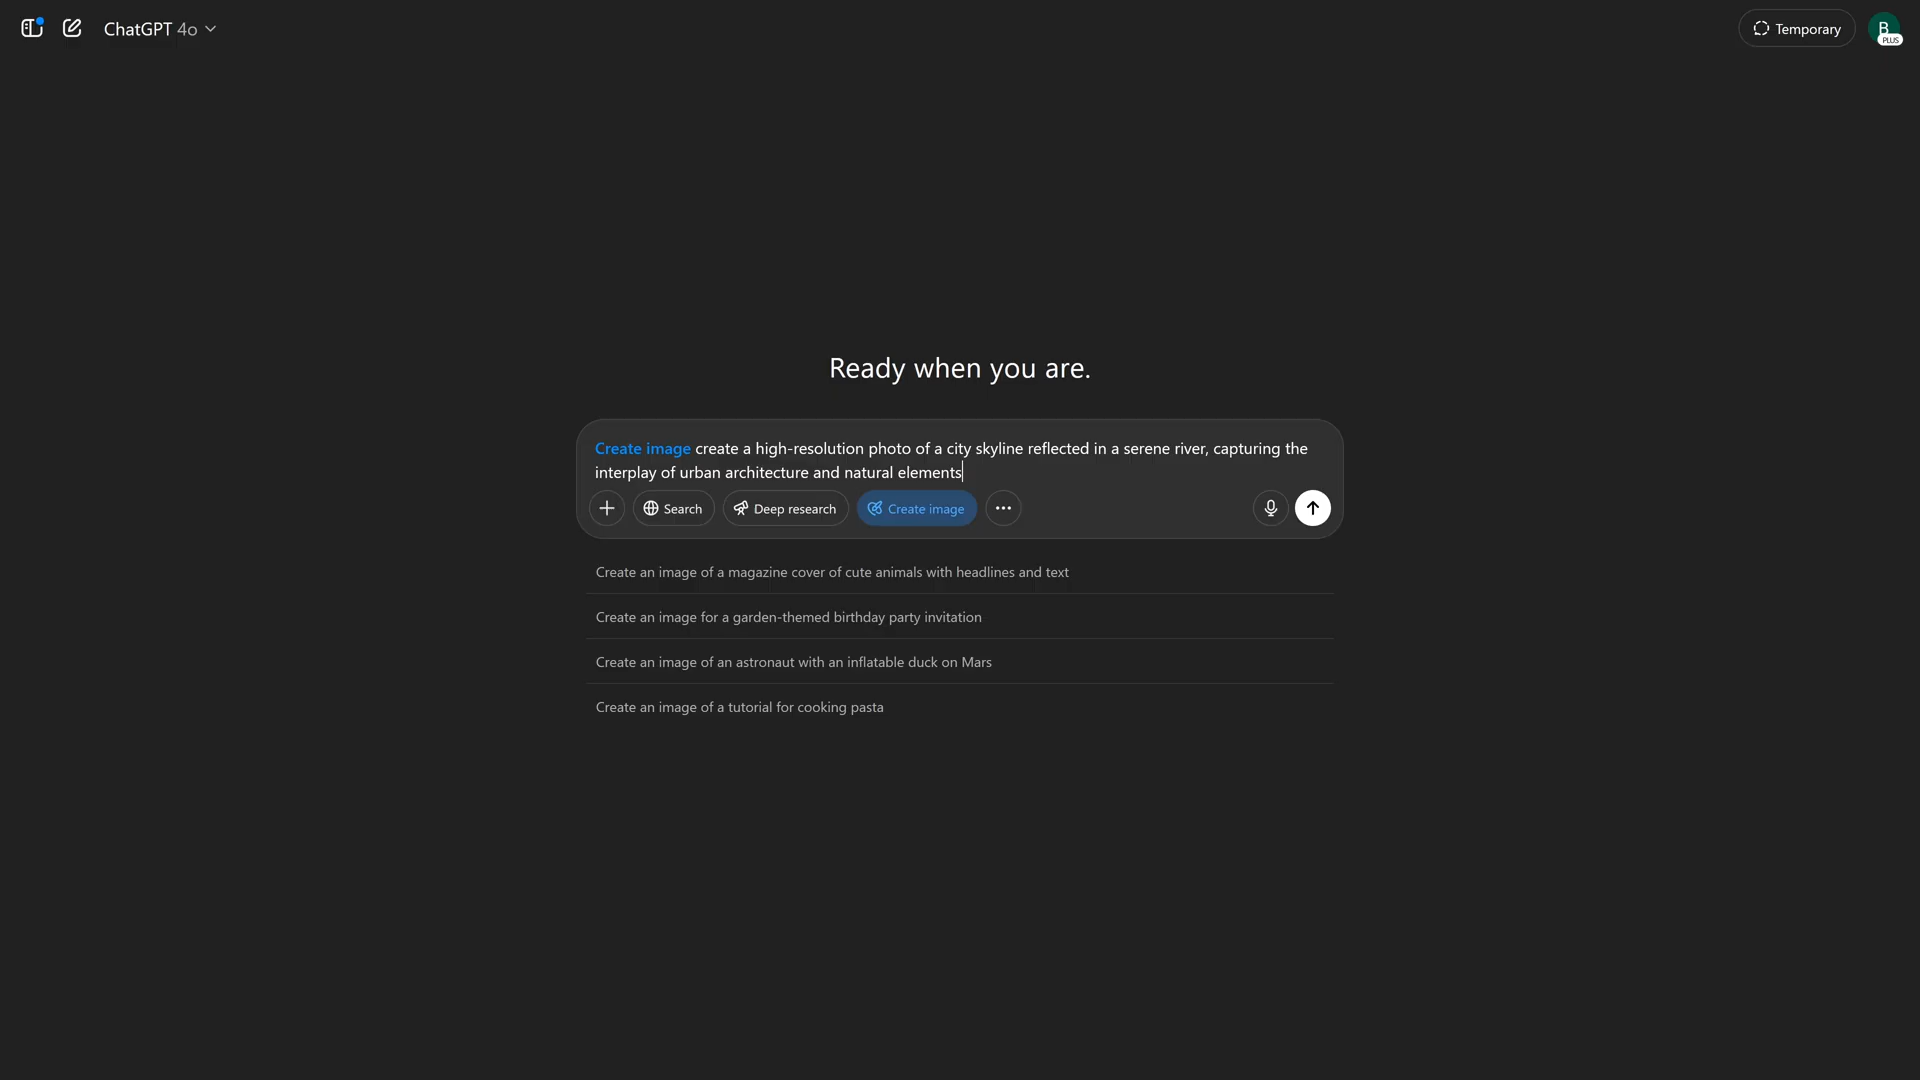 ChatGPT 4o
Temporary
B
PLUS
Ready when you are.
Create image create a high-resolution photo of a city skyline reflected in a serene river, capturing the
interplay of urban architecture and natural elements
Search
Deep research
Create image
Create an image of a magazine cover of cute animals with headlines and text
Create an image for a garden-themed birthday party invitation
Create an image of an astronaut with an inflatable duck on Mars
Create an image of a tutorial for cooking pasta